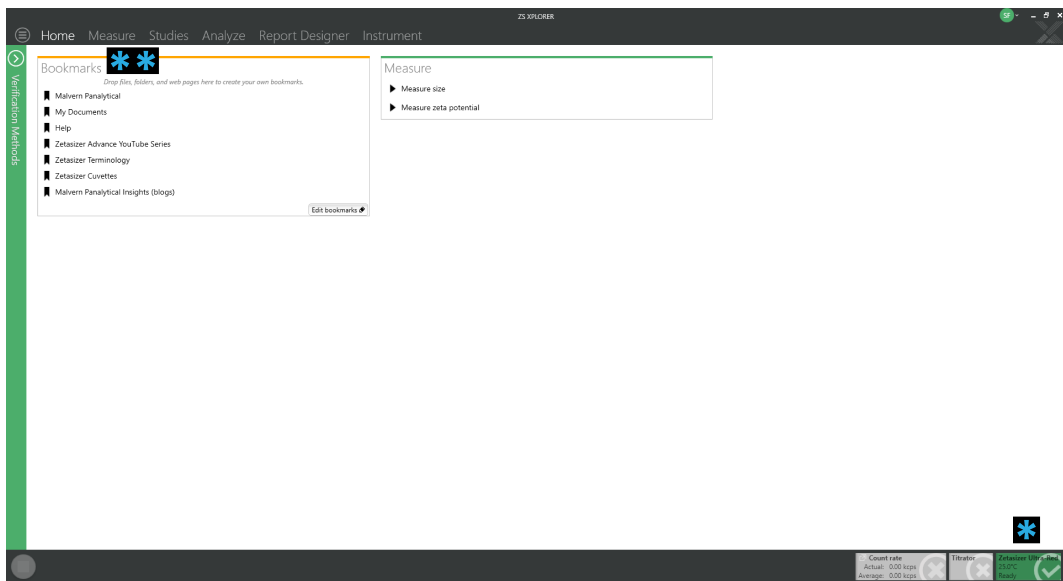 ZS XPLORER
SF
Home Measure Studies Analyze Report Designer Instrument
Verification Methods
Bookmarks
Drop files, folders, and web pages here to create your own bookmarks.
Malvern Panalytical
My Documents
Help
Zetasizer Advance YouTube Series
Zetasizer Terminology
Zetasizer Cuvettes
Malvern Panalytical Insights (blogs)
Edit bookmarks
Measure
Measure size
Measure zeta potential
* *
*
Count rate
Actual: 0.00 kcps
Average: 0.00 kcps
Titrator
Zetasizer Ultra-Red
25.0°C
Ready